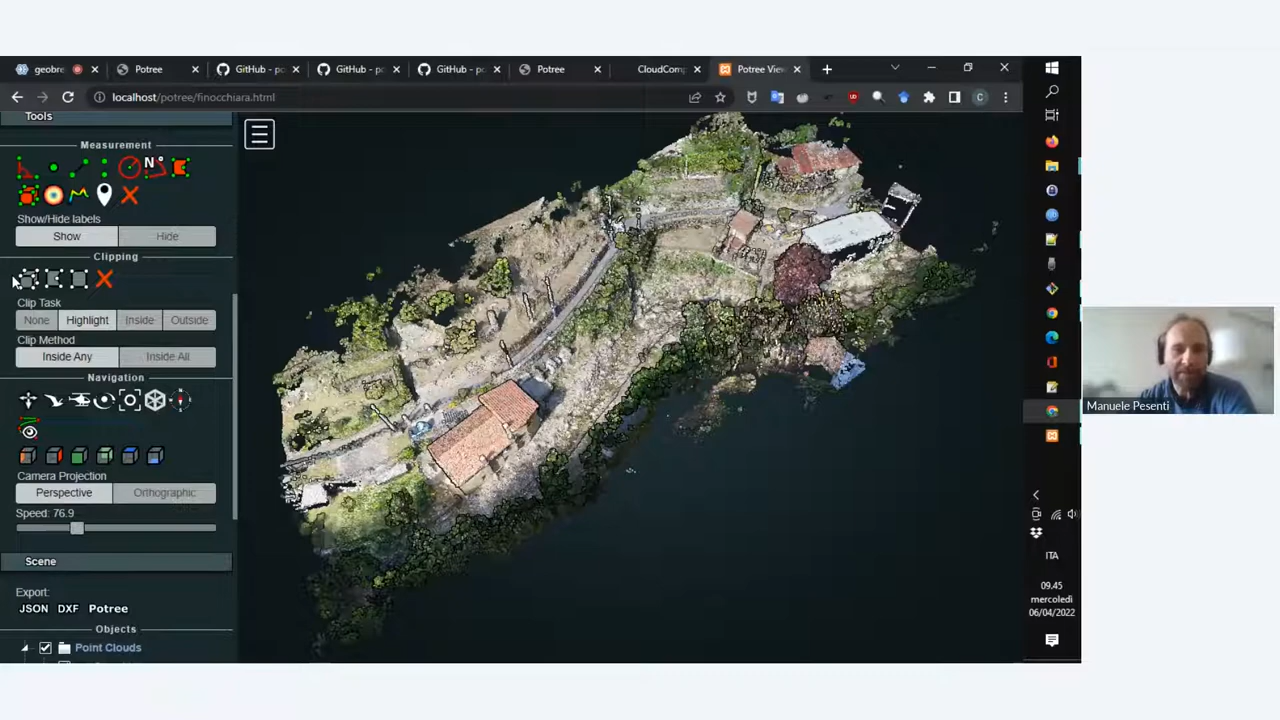 geobre
Potree
GitHub - po
GitHub - po
GitHub - po
Potree
CloudComp
Potree View
localhost/potree/finocchiara.html
Tools
Measurement
N°
Show/Hide labels
Show
Hide
Clipping
Clip Task
None
Highlight
Inside
Outside
Clip Method
Inside Any
Inside All
Navigation
Camera Projection
Perspective
Orthographic
Speed: 76.9
Scene
Export:
JSON DXF Potree
Objects
Point Clouds
C
ITA
09.45
mercoledì
06/04/2022
Manuele Pesenti